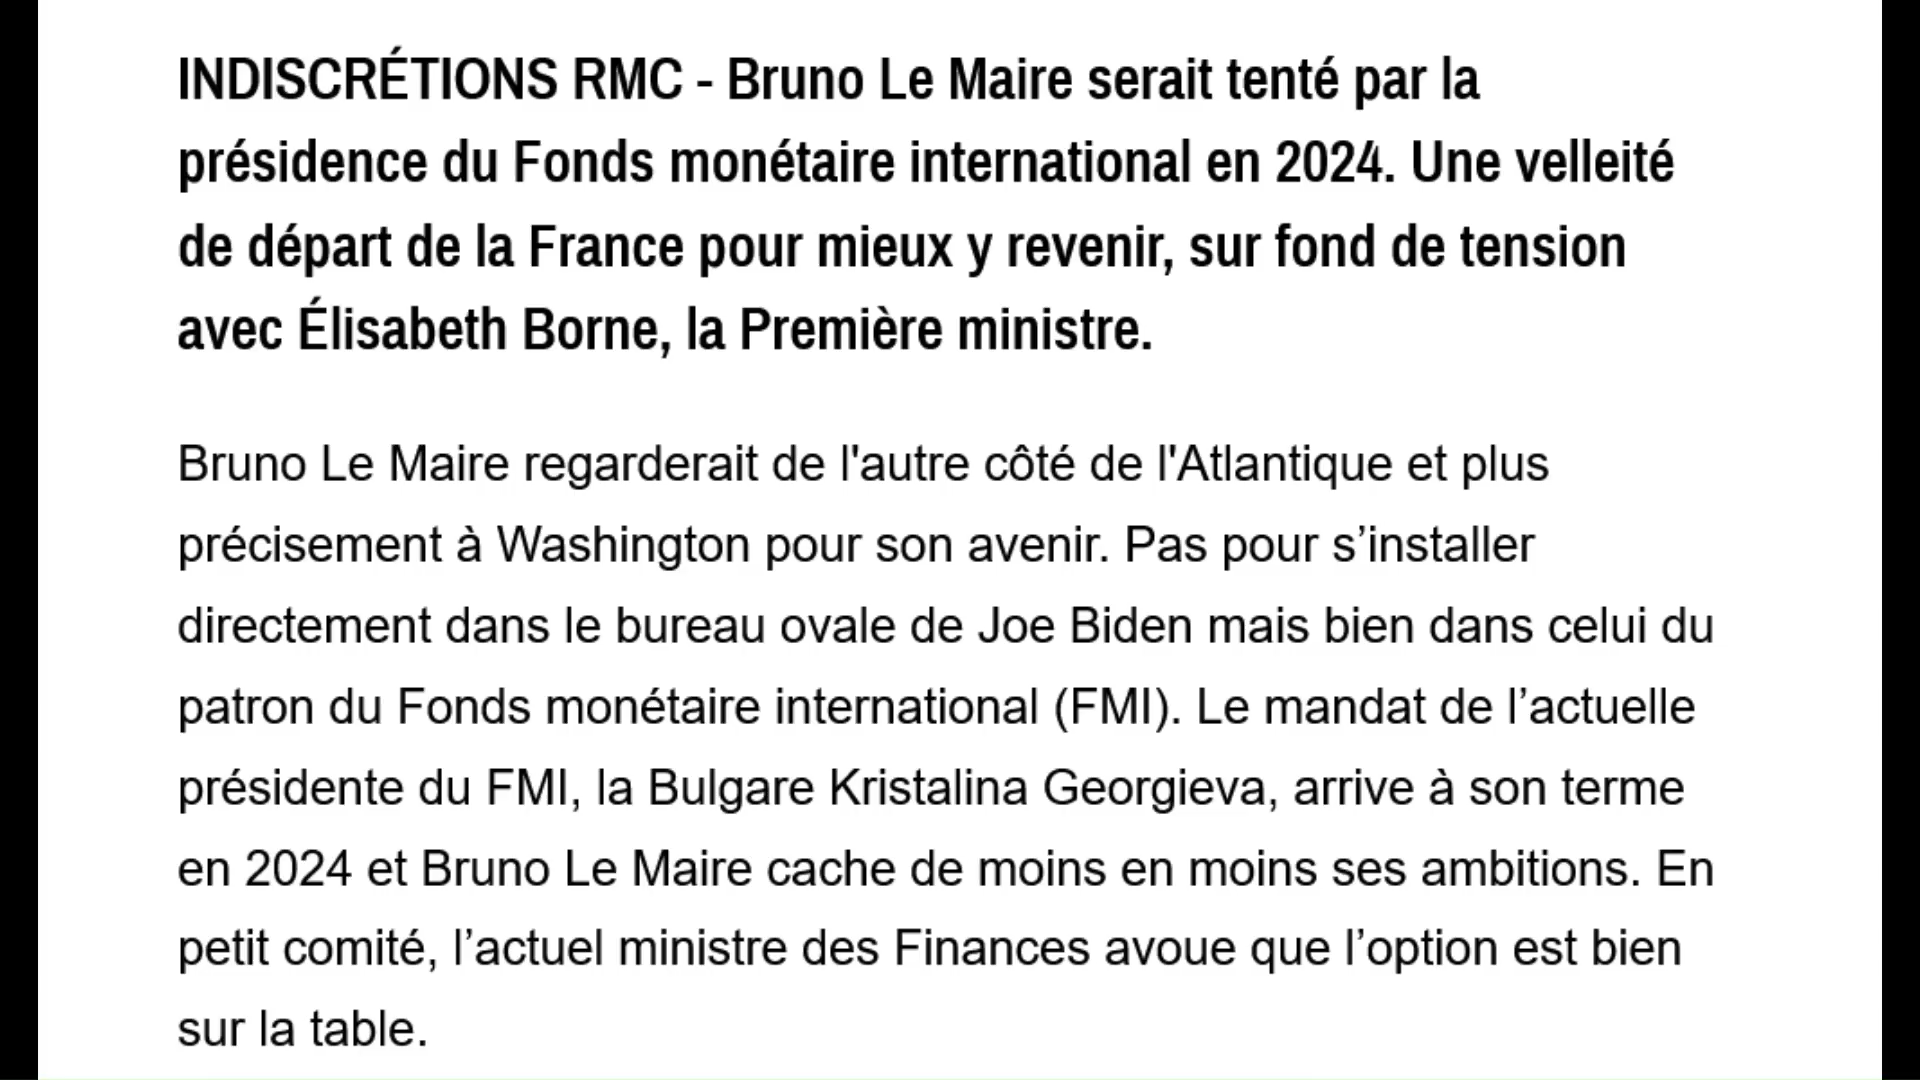 INDISCRÉTIONS RMC - Bruno Le Maire serait tenté par la
présidence du Fonds monétaire international en 2024. Une velleité
de départ de la France pour mieux y revenir, sur fond de tension
avec Élisabeth Borne, la Première ministre.
Bruno Le Maire regarderait de l'autre côté de l'Atlantique et plus
précisement à Washington pour son avenir. Pas pour s’installer
directement dans le bureau ovale de Joe Biden mais bien dans celui du
patron du Fonds monétaire international (FMI). Le mandat de l’actuelle
présidente du FMI, la Bulgare Kristalina Georgieva, arrive à son terme
en 2024 et Bruno Le Maire cache de moins en moins ses ambitions. En
petit comité, l’actuel ministre des Finances avoue que l’option est bien
sur la table.